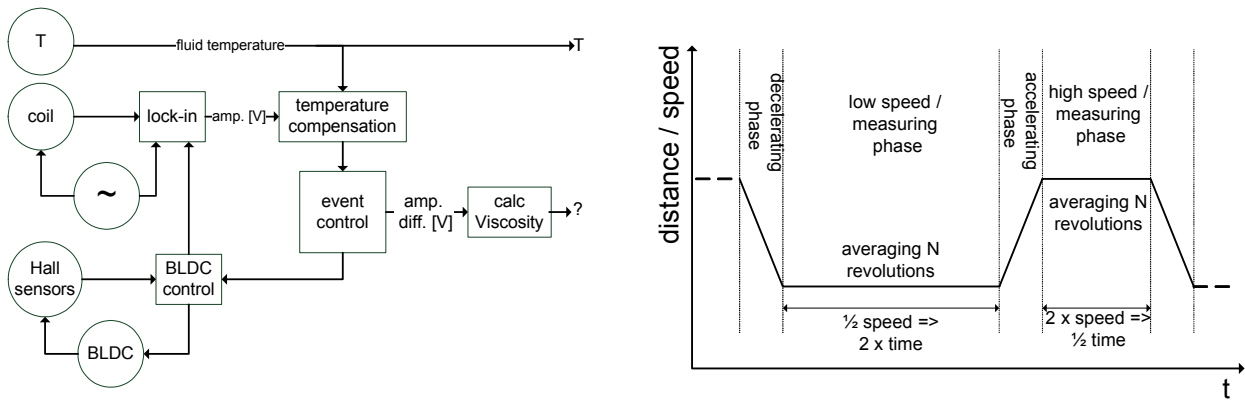 T
fluid temperature
T
coil
lock-in
amp. [V]
temperature
compensation
~
event
control
amp.
diff. [V]
calc
Viscosity
?
Hall
sensors
BLDC
control
BLDC
distance / speed
decelerating
phase
low speed /
measuring
phase
accelerating
phase
high speed /
measuring
phase
averaging N
revolutions
averaging N
revolutions
½ speed =>
2 x time
2 x speed =>
½ time
t